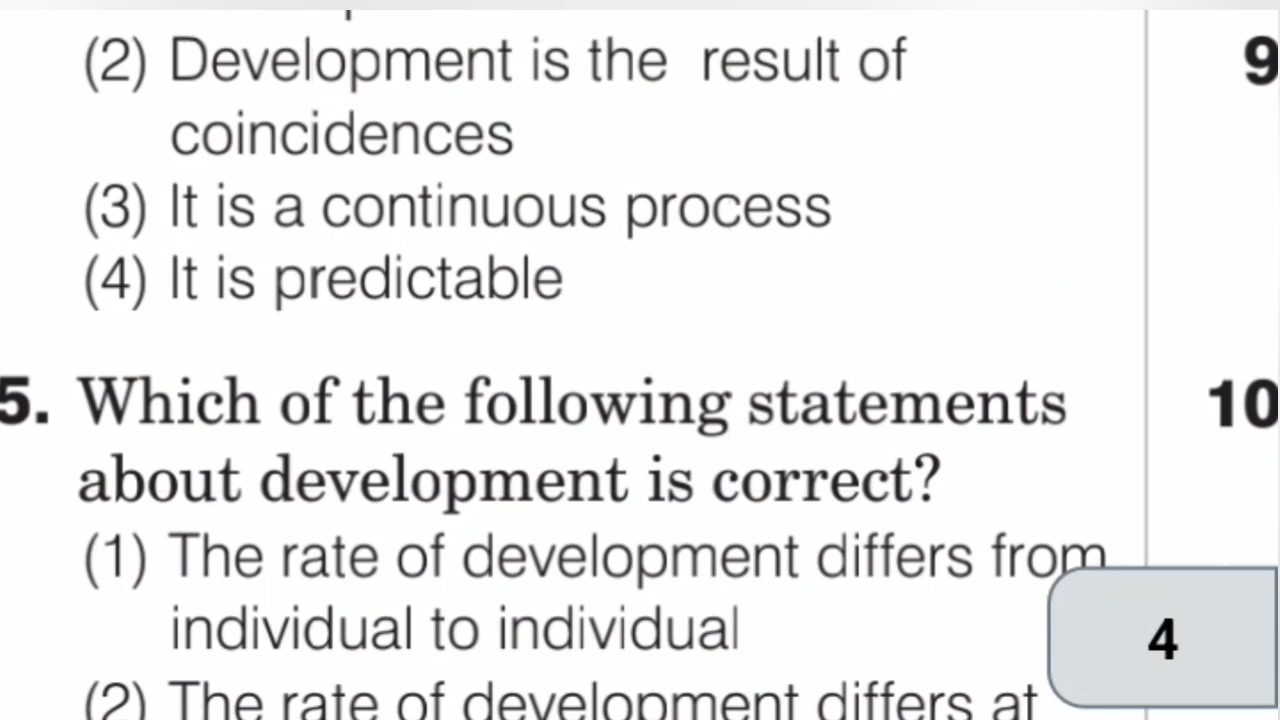 (2) Development is the result of
coincidences
(3) It is a continuous process
(4) It is predictable
5. Which of the following statements
about development is correct?
(1) The rate of development differs from
individual to individual
(2) The rate of development differs at
9
10
4